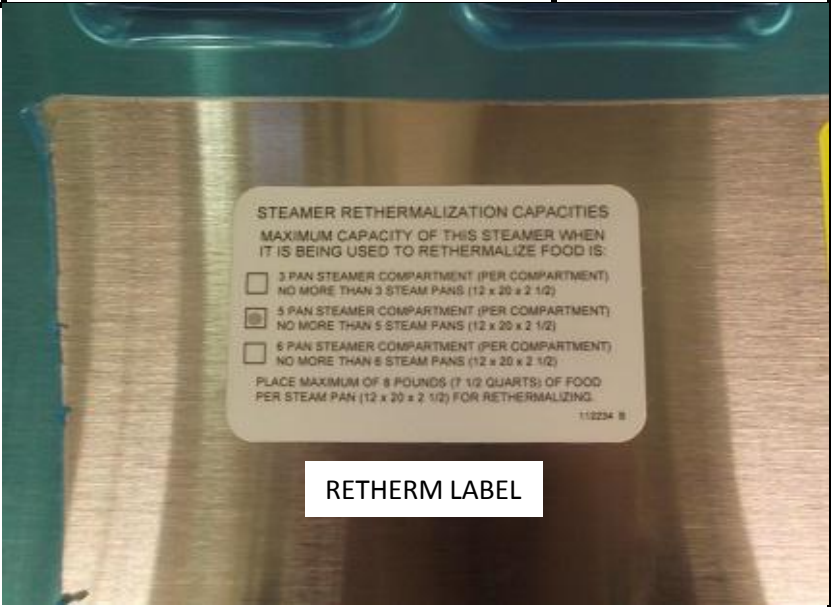 STEAMER RETHERMALIZATION CAPACITIES
MAXIMUM CAPACITY OF THIS STEAMER WHEN
IT IS BEING USED TO RETHERMALIZE FOOD IS:
3 PAN STEAMER COMPARTMENT (PER COMPARTMENT)
NO MORE THAN 3 STEAM PANS (12 x 20 x 2 1/2)
5 PAN STEAMER COMPARTMENT (PER COMPARTMENT)
NO MORE THAN 5 STEAM PANS (12 x 20 x 2 1/2)
6 PAN STEAMER COMPARTMENT (PER COMPARTMENT)
NO MORE THAN 6 STEAM PANS (12 x 20 x 2 1/2)
PLACE MAXIMUM OF 8 POUNDS (7 1/2 QUARTS) OF FOOD
PER STEAM PAN (12 x 20 x 2 1/2) FOR RETHERMALIZING.
112234 B
RETHERM LABEL